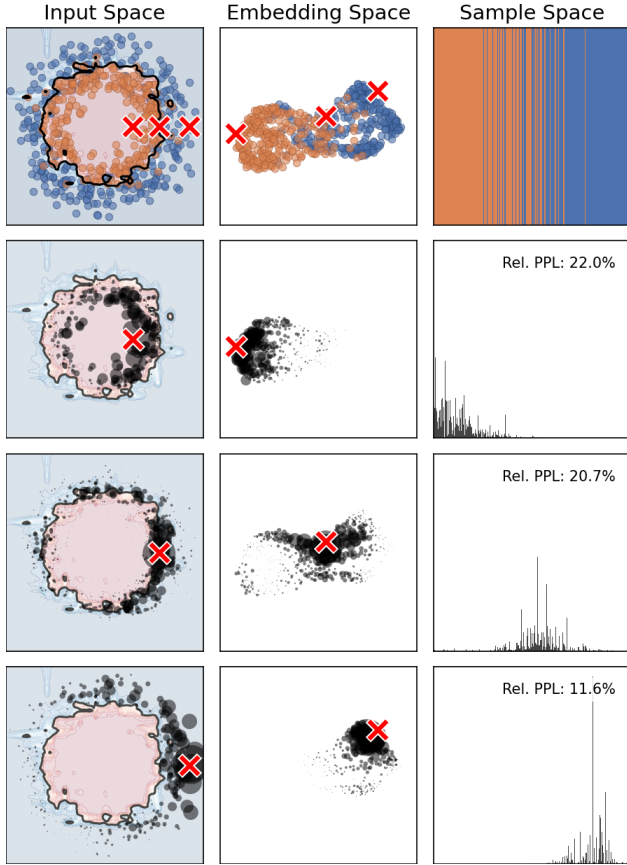 Input Space
Embedding Space
Sample Space
Rel. PPL: 22.0%
Rel. PPL: 20.7%
Rel. PPL: 11.6%